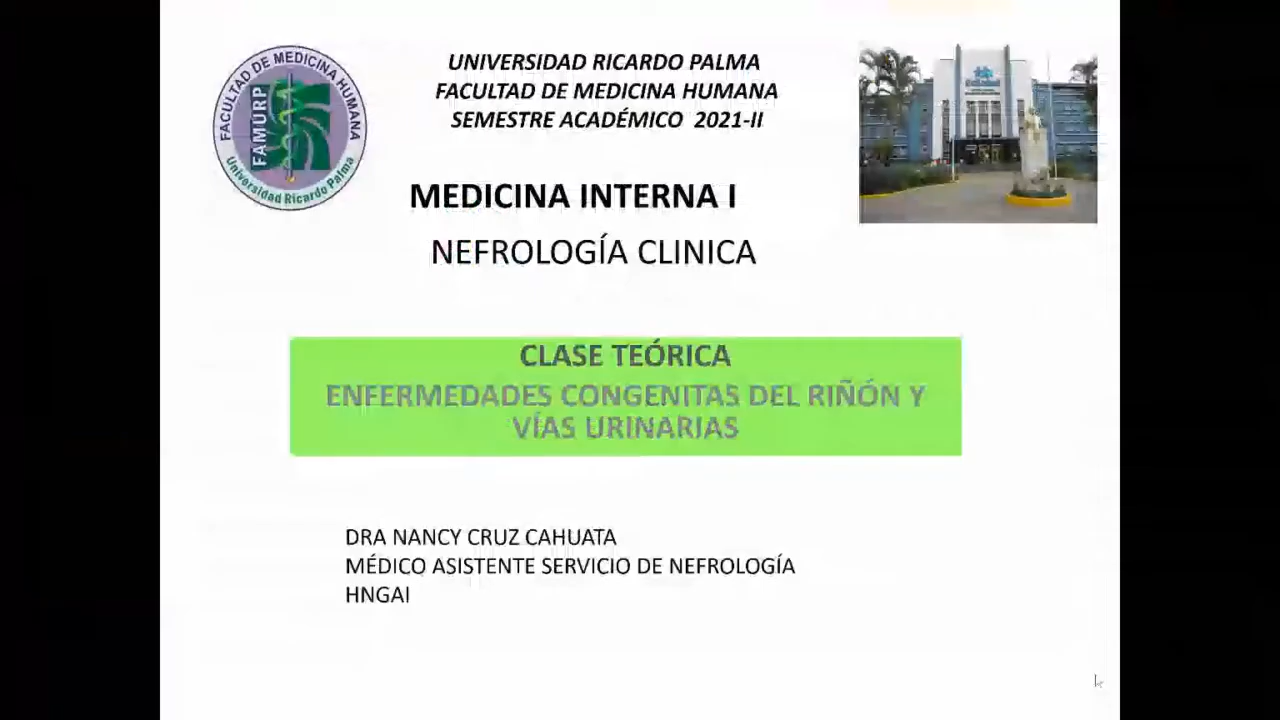 FACULTAD DE MEDICINA HUMANA
FAMURP
Universidad Ricardo Palma
UNIVERSIDAD RICARDO PALMA
FACULTAD DE MEDICINA HUMANA
SEMESTRE ACADÉMICO 2021-II
MEDICINA INTERNA I
NEFROLOGÍA CLINICA
CLASE TEÓRICA
ENFERMEDADES CONGENITAS DEL RIÑÓN Y
VÍAS URINARIAS
DRA NANCY CRUZ CAHUATA
MÉDICO ASISTENTE SERVICIO DE NEFROLOGÍA
HNGAI